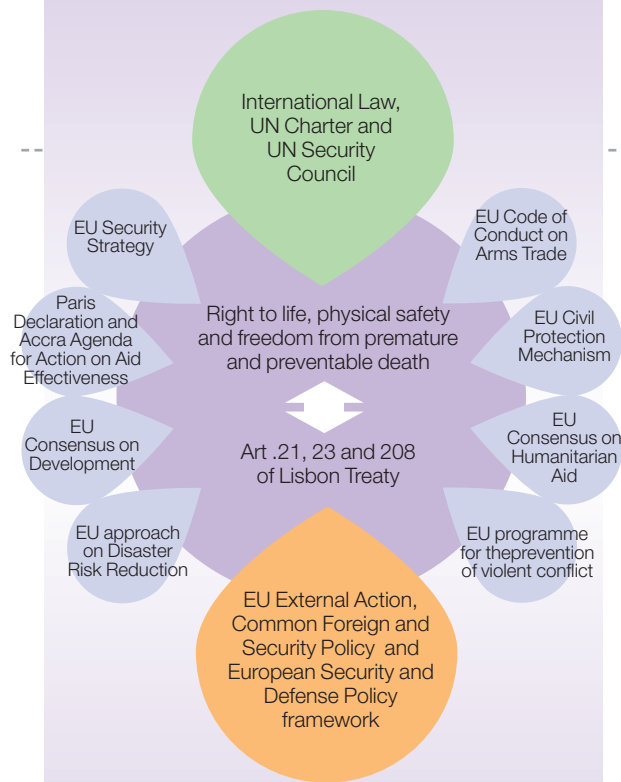 International Law,
UN Charter and
UN Security
Council
EU Security
Strategy
EU Code of
Conduct on
Arms Trade
Paris
Declaration and
Accra Agenda
for Action on Aid
Effectiveness
Right to life, physical safety
and freedom from premature
and preventable death
EU Civil
Protection
Mechanism
EU
Consensus on
Development
Art .21, 23 and 208
of Lisbon Treaty
EU
Consensus on
Humanitarian
Aid
EU approach
on Disaster
Risk Reduction
EU programme
for theprevention
of violent conflict
EU External Action,
Common Foreign and
Security Policy and
European Security and
Defense Policy
framework